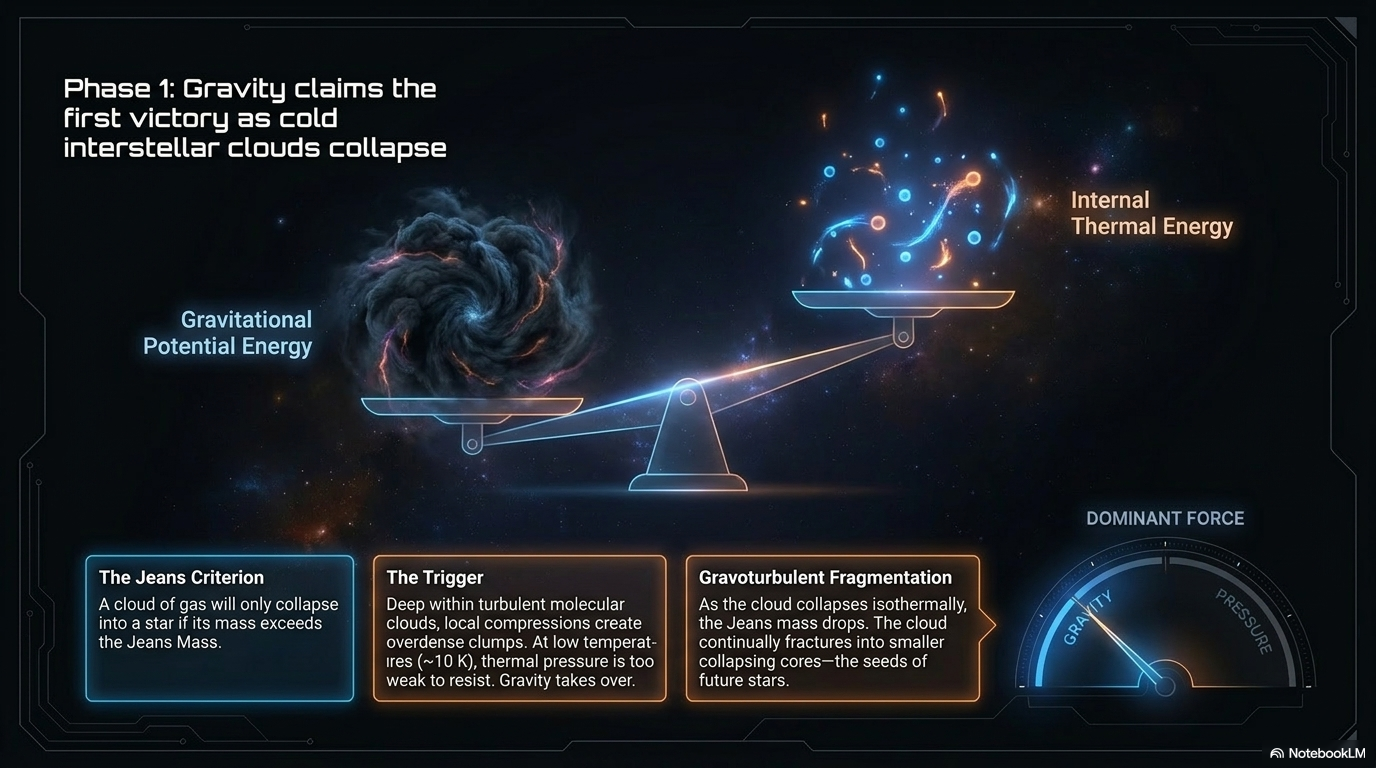 Phase 1: Gravity claims the
first victory as cold
interstellar clouds collapse
Internal
Thermal Energy
Gravitational
Potential Energy
The Jeans Criterion
A cloud of gas will only collapse
into a star if its mass exceeds
the Jeans Mass.
The Trigger
Deep within turbulent molecular
clouds, local compressions create
overdense clumps. At low temperat-
ıres (~10 K), thermal pressure is too
weak to resist. Gravity takes over.
Gravoturbulent Fragmentation
As the cloud collapses isothermally,
the Jeans mass drops. The cloud
continually fractures into smaller
collapsing cores—the seeds of
future stars.
DOMINANT FORCE
GRAVITY
PRESSURE
NotebookLM